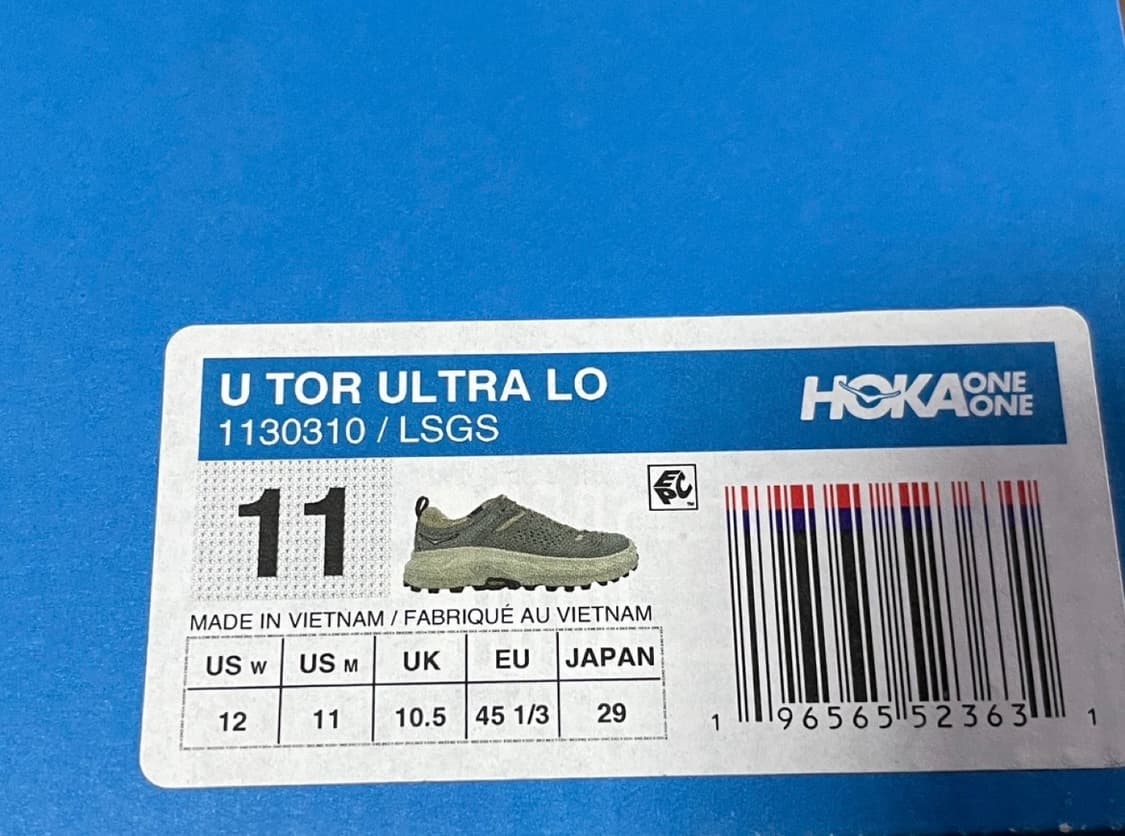 U TOR ULTRA LO
1130310 / LSGS
HOKA ONE ONE
11
EPC
MADE IN VIETNAM / FABRIQUÉ AU VIETNAM
US W US M UK EU JAPAN
12 11 10.5 45 1/3 29
1 96565 52363 1